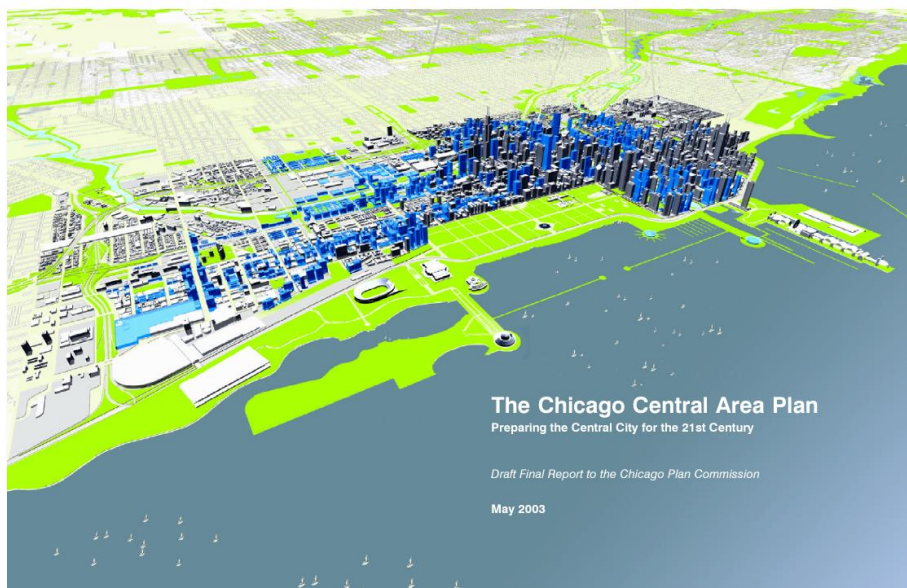 The Chicago Central Area Plan
Preparing the Central City for the 21st Century
Draft Final Report to the Chicago Plan Commission
May 2003